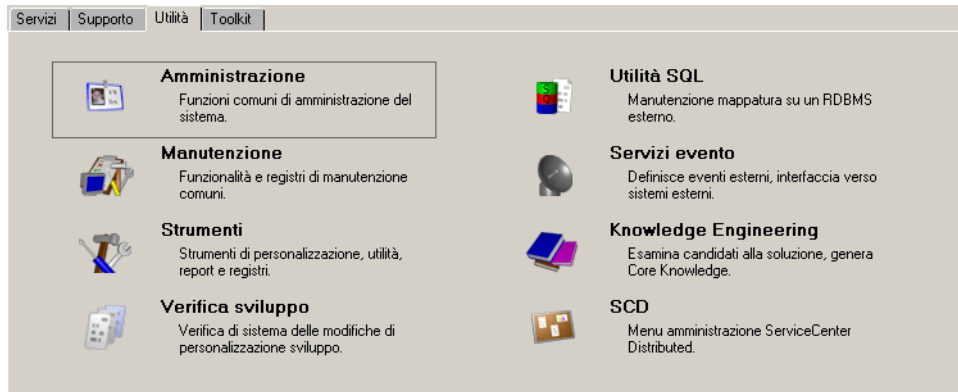 Servizi Supporto Utilità Toolkit
Amministrazione
Funzioni comuni di amministrazione del
sistema.
Utilità SQL
Manutenzione mappatura su un RDBMS
esterno.
Manutenzione
Funzionalità e registri di manutenzione
comuni.
Servizi evento
Definisce eventi esterni, interfaccia verso
sistemi esterni.
Strumenti
Strumenti di personalizzazione, utilità,
report e registri.
Knowledge Engineering
Esamina candidati alla soluzione, genera
Core Knowledge.
Verifica sviluppo
Verifica di sistema delle modifiche di
personalizzazione sviluppo.
SCD
Menu amministrazione ServiceCenter
Distributed.